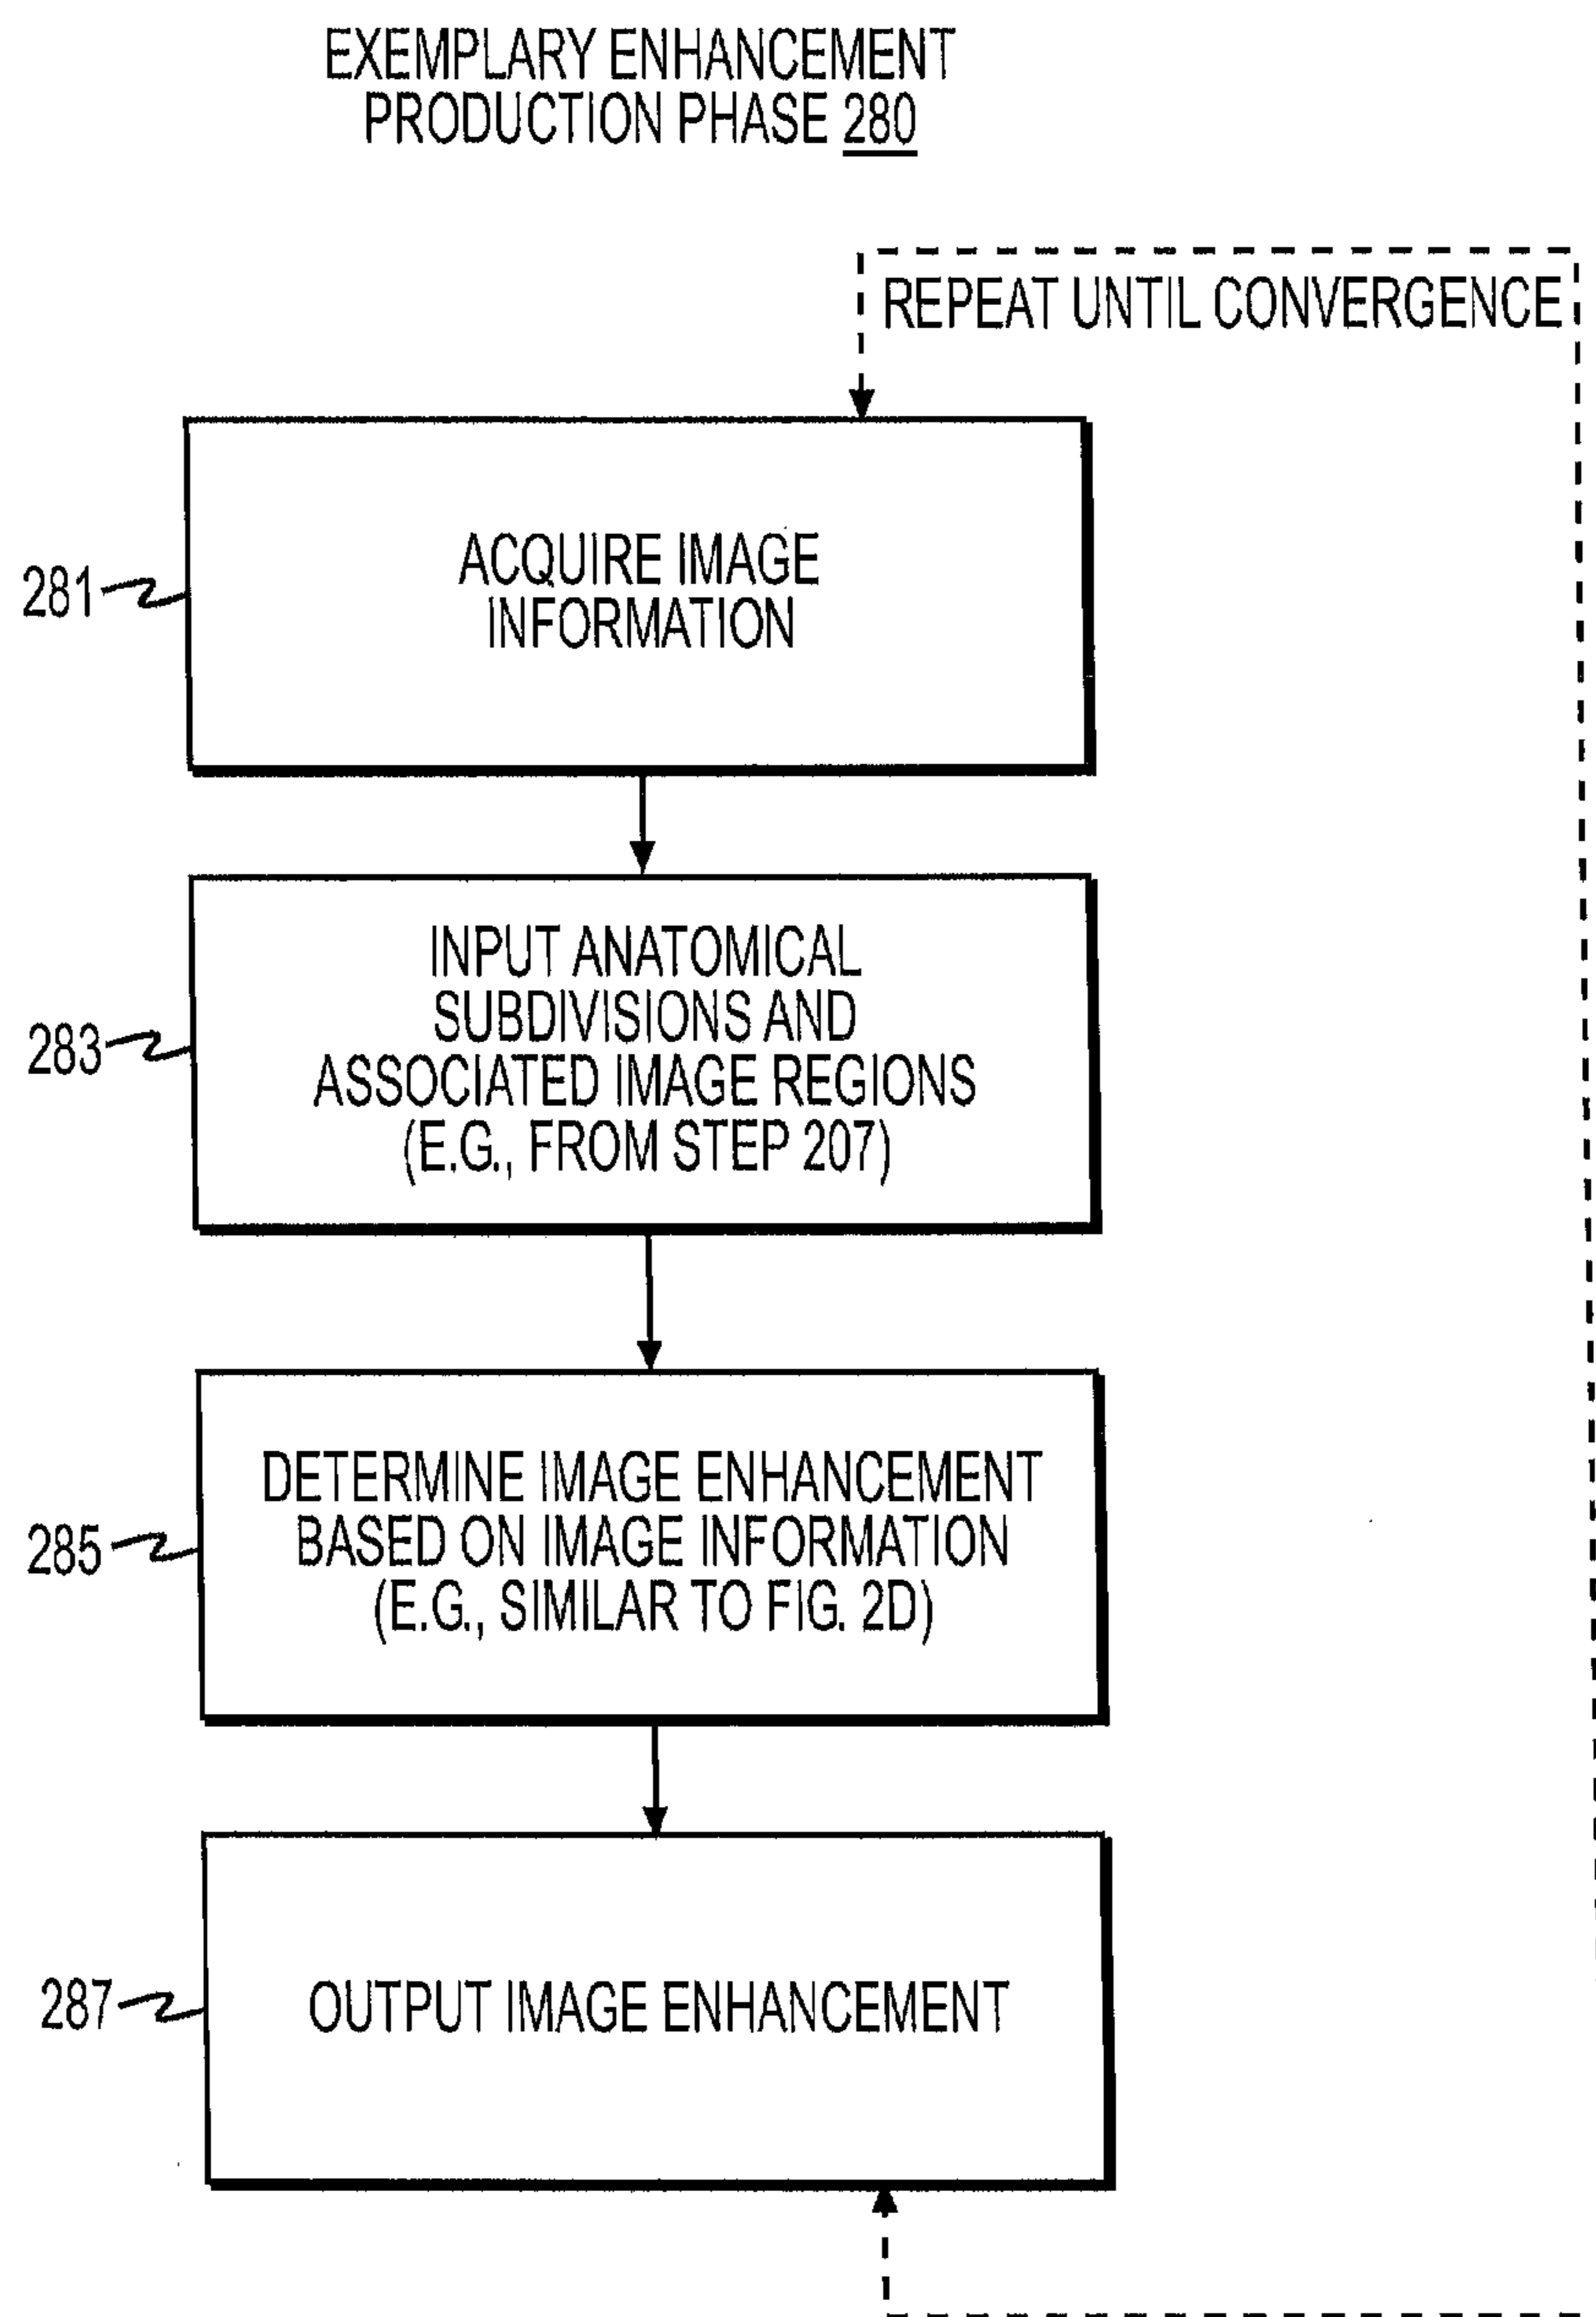 EXEMPLARY ENHANCEMENT
PRODUCTION PHASE 280
REPEAT UNTIL CONVERGENCE
281
ACQUIRE IMAGE
INFORMATION
283
INPUT ANATOMICAL
SUBDIVISIONS AND
ASSOCIATED IMAGE REGIONS
(E.G., FROM STEP 207)
285
DETERMINE IMAGE ENHANCEMENT
BASED ON IMAGE INFORMATION
(E.G., SIMILAR TO FIG. 2D)
287
OUTPUT IMAGE ENHANCEMENT